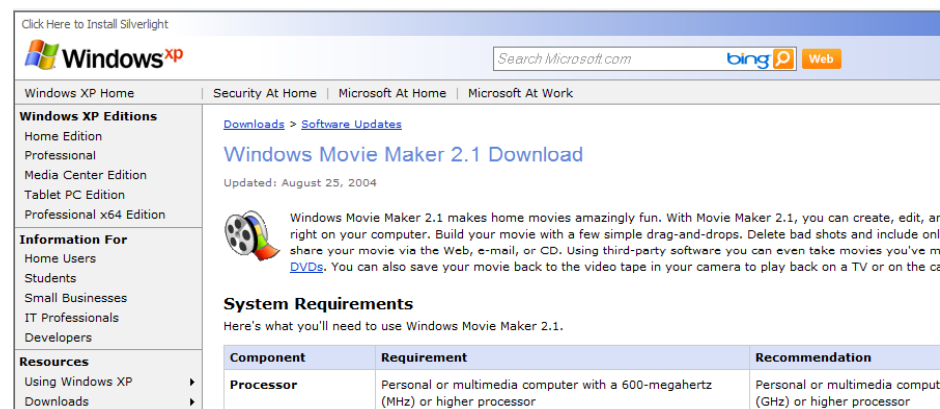 Click Here to Install Silverlight
Windows xp
Search Microsoft.com
bing
Web
Windows XP Home | Security At Home | Microsoft At Home | Microsoft At Work
Windows XP Editions
Home Edition
Professional
Media Center Edition
Tablet PC Edition
Professional x64 Edition
Information For
Home Users
Students
Small Businesses
IT Professionals
Developers
Resources
Using Windows XP
Downloads
Downloads > Software Updates
Windows Movie Maker 2.1 Download
Updated: August 25, 2004
Windows Movie Maker 2.1 makes home movies amazingly fun. With Movie Maker 2.1, you can create, edit, ar
right on your computer. Build your movie with a few simple drag-and-drops. Delete bad shots and include onl
share your movie via the Web, e-mail, or CD. Using third-party software you can even take movies you've m
DVDs. You can also save your movie back to the video tape in your camera to play back on a TV or on the ca
System Requirements
Here's what you'll need to use Windows Movie Maker 2.1.
Component Requirement Recommendation
Processor Personal or multimedia computer with a 600-megahertz Personal or multimedia comput
(MHz) or higher processor (GHz) or higher processor